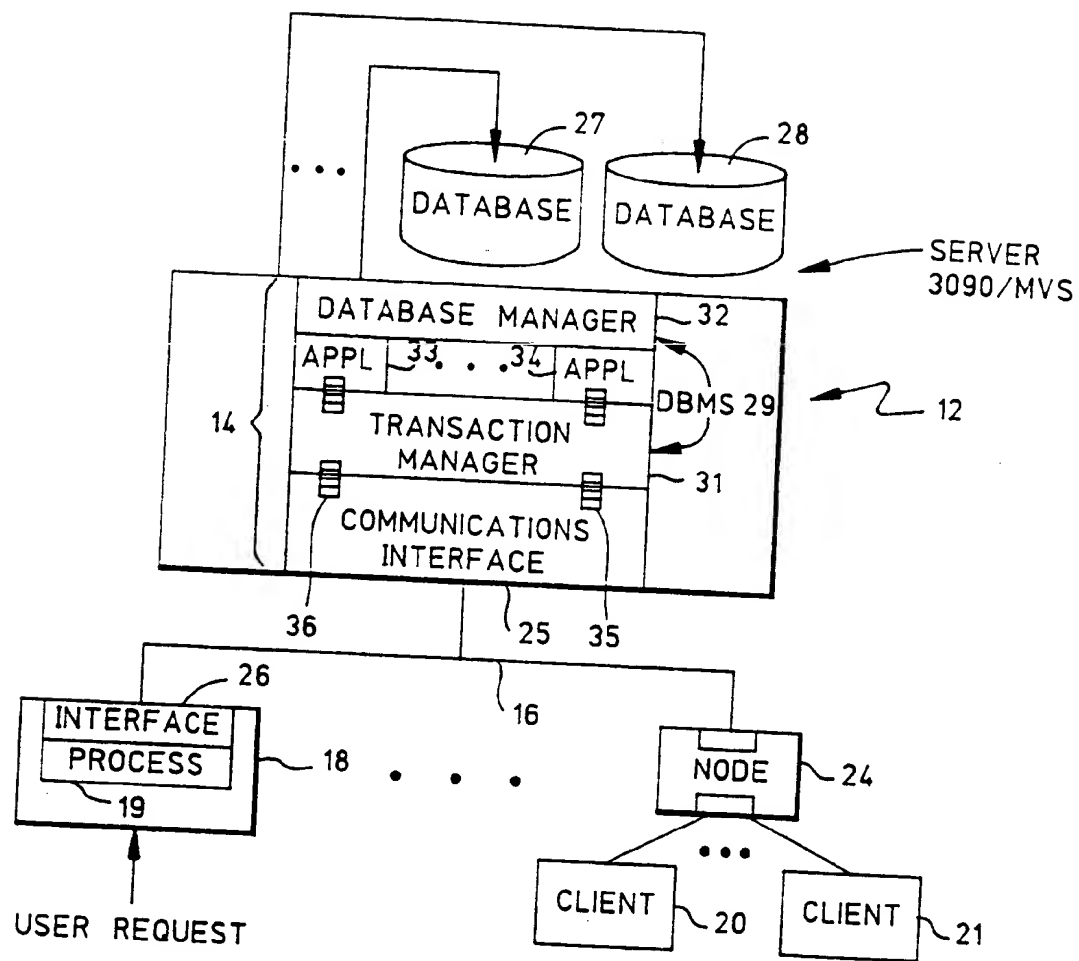 27
28
DATABASE
DATABASE
SERVER
3090/MVS
DATABASE MANAGER
32
APPL
33
34
APPL
DBMS 29
12
14
TRANSACTION
MANAGER
31
COMMUNICATIONS
INTERFACE
36
25
35
26
16
INTERFACE
PROCESS
18
19
NODE
24
CLIENT
20
CLIENT
21
USER REQUEST